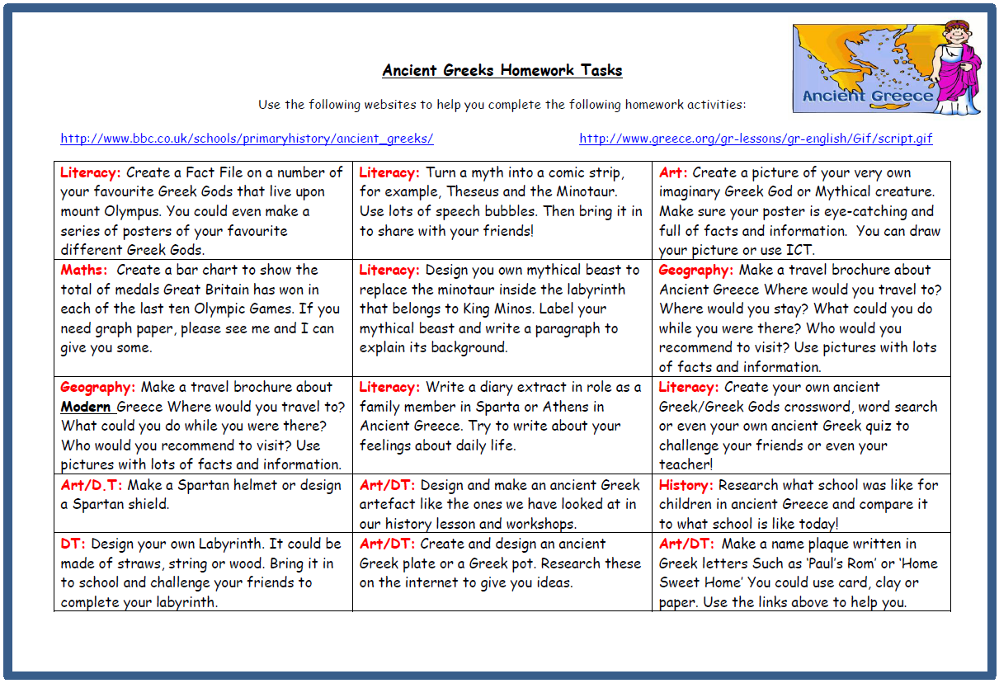 Ancient Greece
Ancient Greeks Homework Tasks
Use the following websites to help you complete the following homework activities:
http://www.bbc.co.uk/schools/primaryhistory/ancient_greeks/
http://www.greece.org/gr-lessons/gr-english/Gif/script.gif
Literacy: Create a Fact File on a number of
your favourite Greek Gods that live upon
mount Olympus. You could even make a
series of posters of your favourite
different Greek Gods.
Literacy: Turn a myth into a comic strip,
for example, Theseus and the Minotaur.
Use lots of speech bubbles. Then bring it in
to share with your friends!
Art: Create a picture of your very own
imaginary Greek God or Mythical creature.
Make sure your poster is eye-catching and
full of facts and information. You can draw
your picture or use ICT.
Maths: Create a bar chart to show the
total of medals Great Britain has won in
each of the last ten Olympic Games. If you
need graph paper, please see me and I can
give you some.
Literacy: Design you own mythical beast to
replace the minotaur inside the labyrinth
that belongs to King Minos. Label your
mythical beast and write a paragraph to
explain its background.
Geography: Make a travel brochure about
Ancient Greece Where would you travel to?
Where would you stay? What could you do
while you were there? Who would you
recommend to visit? Use pictures with lots
of facts and information.
Geography: Make a travel brochure about
Modern Greece Where would you travel to?
What could you do while you were there?
Who would you recommend to visit? Use
pictures with lots of facts and information.
Literacy: Write a diary extract in role as a
family member in Sparta or Athens in
Ancient Greece. Try to write about your
feelings about daily life.
Literacy: Create your own ancient
Greek/Greek Gods crossword, word search
or even your own ancient Greek quiz to
challenge your friends or even your
teacher!
Art/D.T: Make a Spartan helmet or design
a Spartan shield.
Art/DT: Design and make an ancient Greek
artefact like the ones we have looked at in
our history lesson and workshops.
History: Research what school was like for
children in ancient Greece and compare it
to what school is like today!
DT: Design your own Labyrinth. It could be
made of straws, string or wood. Bring it in
to school and challenge your friends to
complete your labyrinth.
Art/DT: Create and design an ancient
Greek plate or a Greek pot. Research these
on the internet to give you ideas.
Art/DT: Make a name plaque written in
Greek letters Such as ‘Paul’s Rom’ or ‘Home
Sweet Home’ You could use card, clay or
paper. Use the links above to help you.